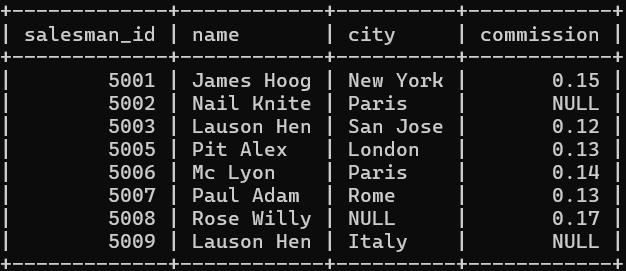 +-------------+------------+----------+------------+
| salesman_id | name       | city     | commission |
+-------------+------------+----------+------------+
|        5001 | James Hoog | New York |       0.15 |
|        5002 | Nail Knite | Paris    |       NULL |
|        5003 | Lauson Hen | San Jose |       0.12 |
|        5005 | Pit Alex   | London   |       0.13 |
|        5006 | Mc Lyon    | Paris    |       0.14 |
|        5007 | Paul Adam  | Rome     |       0.13 |
|        5008 | Rose Willy | NULL     |       0.17 |
|        5009 | Lauson Hen | Italy    |       NULL |
+-------------+------------+----------+------------+